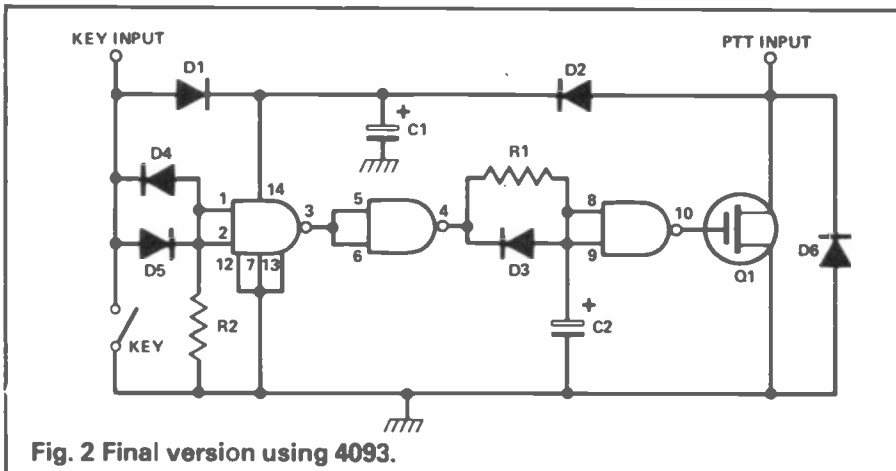 KEY INPUT
PTT INPUT
D1
D2
+
C1
D4
R1
1
14
3
5
4
8
10
2
6
9
D5
12
7
13
D3
Q1
D6
R2
+
C2
KEY
Fig. 2 Final version using 4093.